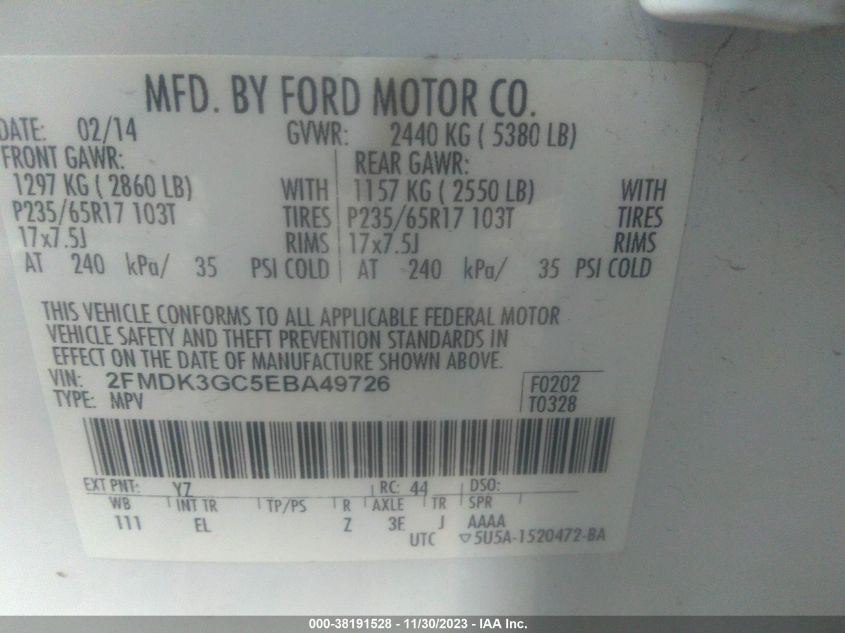 MFD. BY FORD MOTOR CO.
DATE: 02/14 GVWR: 2440 KG ( 5380 LB)
FRONT GAWR: REAR GAWR:
1297 KG ( 2860 LB) WITH 1157 KG ( 2550 LB) WITH
P235/65R17 103T TIRES P235/65R17 103T TIRES
17x7.5J RIMS 17x7.5J RIMS
AT 240 kPa/ 35 PSI COLD AT 240 kPa/ 35 PSI COLD
THIS VEHICLE CONFORMS TO ALL APPLICABLE FEDERAL MOTOR
VEHICLE SAFETY AND THEFT PREVENTION STANDARDS IN
EFFECT ON THE DATE OF MANUFACTURE SHOWN ABOVE.
VIN: 2FMDK3GC5EBA49726 F0202
TYPE: MPV T0328
EXT PNT: YZ RC: 44 DSO:
WB INT TR TP/PS R AXLE TR SPR
111 EL Z 3E J AAAA
UTC ▽5U5A-1520472-BA
000-38191528 - 11/30/2023 - IAA Inc.